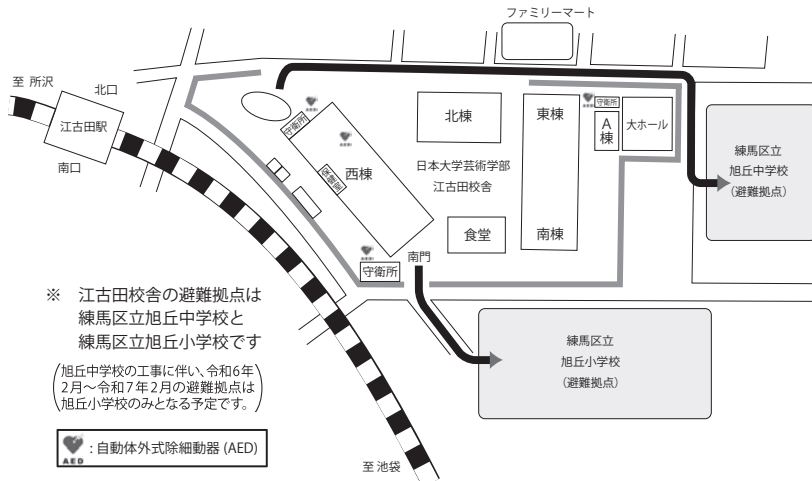 ファミリーマート
至 所沢
北口
江古田駅
南口
守衛所
AED
AED
保健室
西棟
北棟
日本大学芸術学部
江古田校舎
食堂
東棟
南棟
AED
守衛所
A棟
大ホール
練馬区立
旭丘中学校
(避難拠点)
AED
守衛所
南門
練馬区立
旭丘小学校
(避難拠点)
※ 江古田校舎の避難拠点は
練馬区立旭丘中学校と
練馬区立旭丘小学校です
(旭丘中学校の工事に伴い、令和6年
2月～令和7年2月の避難拠点は
旭丘小学校のみとなる予定です。)
AED : 自動体外式除細動器 (AED)
至 池袋